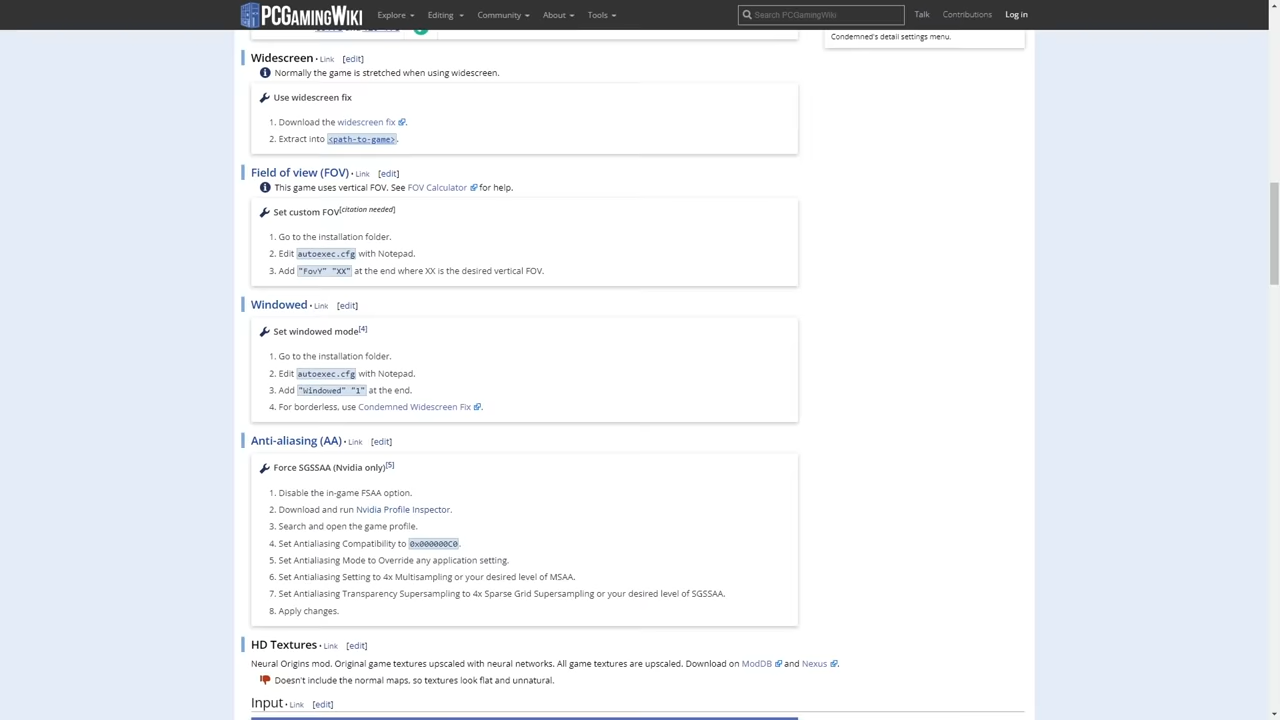 PCGAMINGWIKI Explore Editing Community About Tools Search PCGamingWiki Talk Contributions Log in
Condemned's detail settings menu.
Widescreen · Link [edit]
Normally the game is stretched when using widescreen.
Use widescreen fix
1. Download the widescreen fix.
2. Extract into <path-to-game>.
Field of view (FOV) · Link [edit]
This game uses vertical FOV. See FOV Calculator for help.
Set custom FOV[citation needed]
1. Go to the installation folder.
2. Edit autoexec.cfg with Notepad.
3. Add "FovY" "XX" at the end where XX is the desired vertical FOV.
Windowed · Link [edit]
Set windowed mode[4]
1. Go to the installation folder.
2. Edit autoexec.cfg with Notepad.
3. Add "Windowed" "1" at the end.
4. For borderless, use Condemned Widescreen Fix.
Anti-aliasing (AA) · Link [edit]
Force SGSSAA (Nvidia only)[5]
1. Disable the in-game FSAA option.
2. Download and run Nvidia Profile Inspector.
3. Search and open the game profile.
4. Set Antialiasing Compatibility to 0x000000C0.
5. Set Antialiasing Mode to Override any application setting.
6. Set Antialiasing Setting to 4x Multisampling or your desired level of MSAA.
7. Set Antialiasing Transparency Supersampling to 4x Sparse Grid Supersampling or your desired level of SGSSAA.
8. Apply changes.
HD Textures · Link [edit]
Neural Origins mod. Original game textures upscaled with neural networks. All game textures are upscaled. Download on ModDB and Nexus.
Doesn't include the normal maps, so textures look flat and unnatural.
Input · Link [edit]